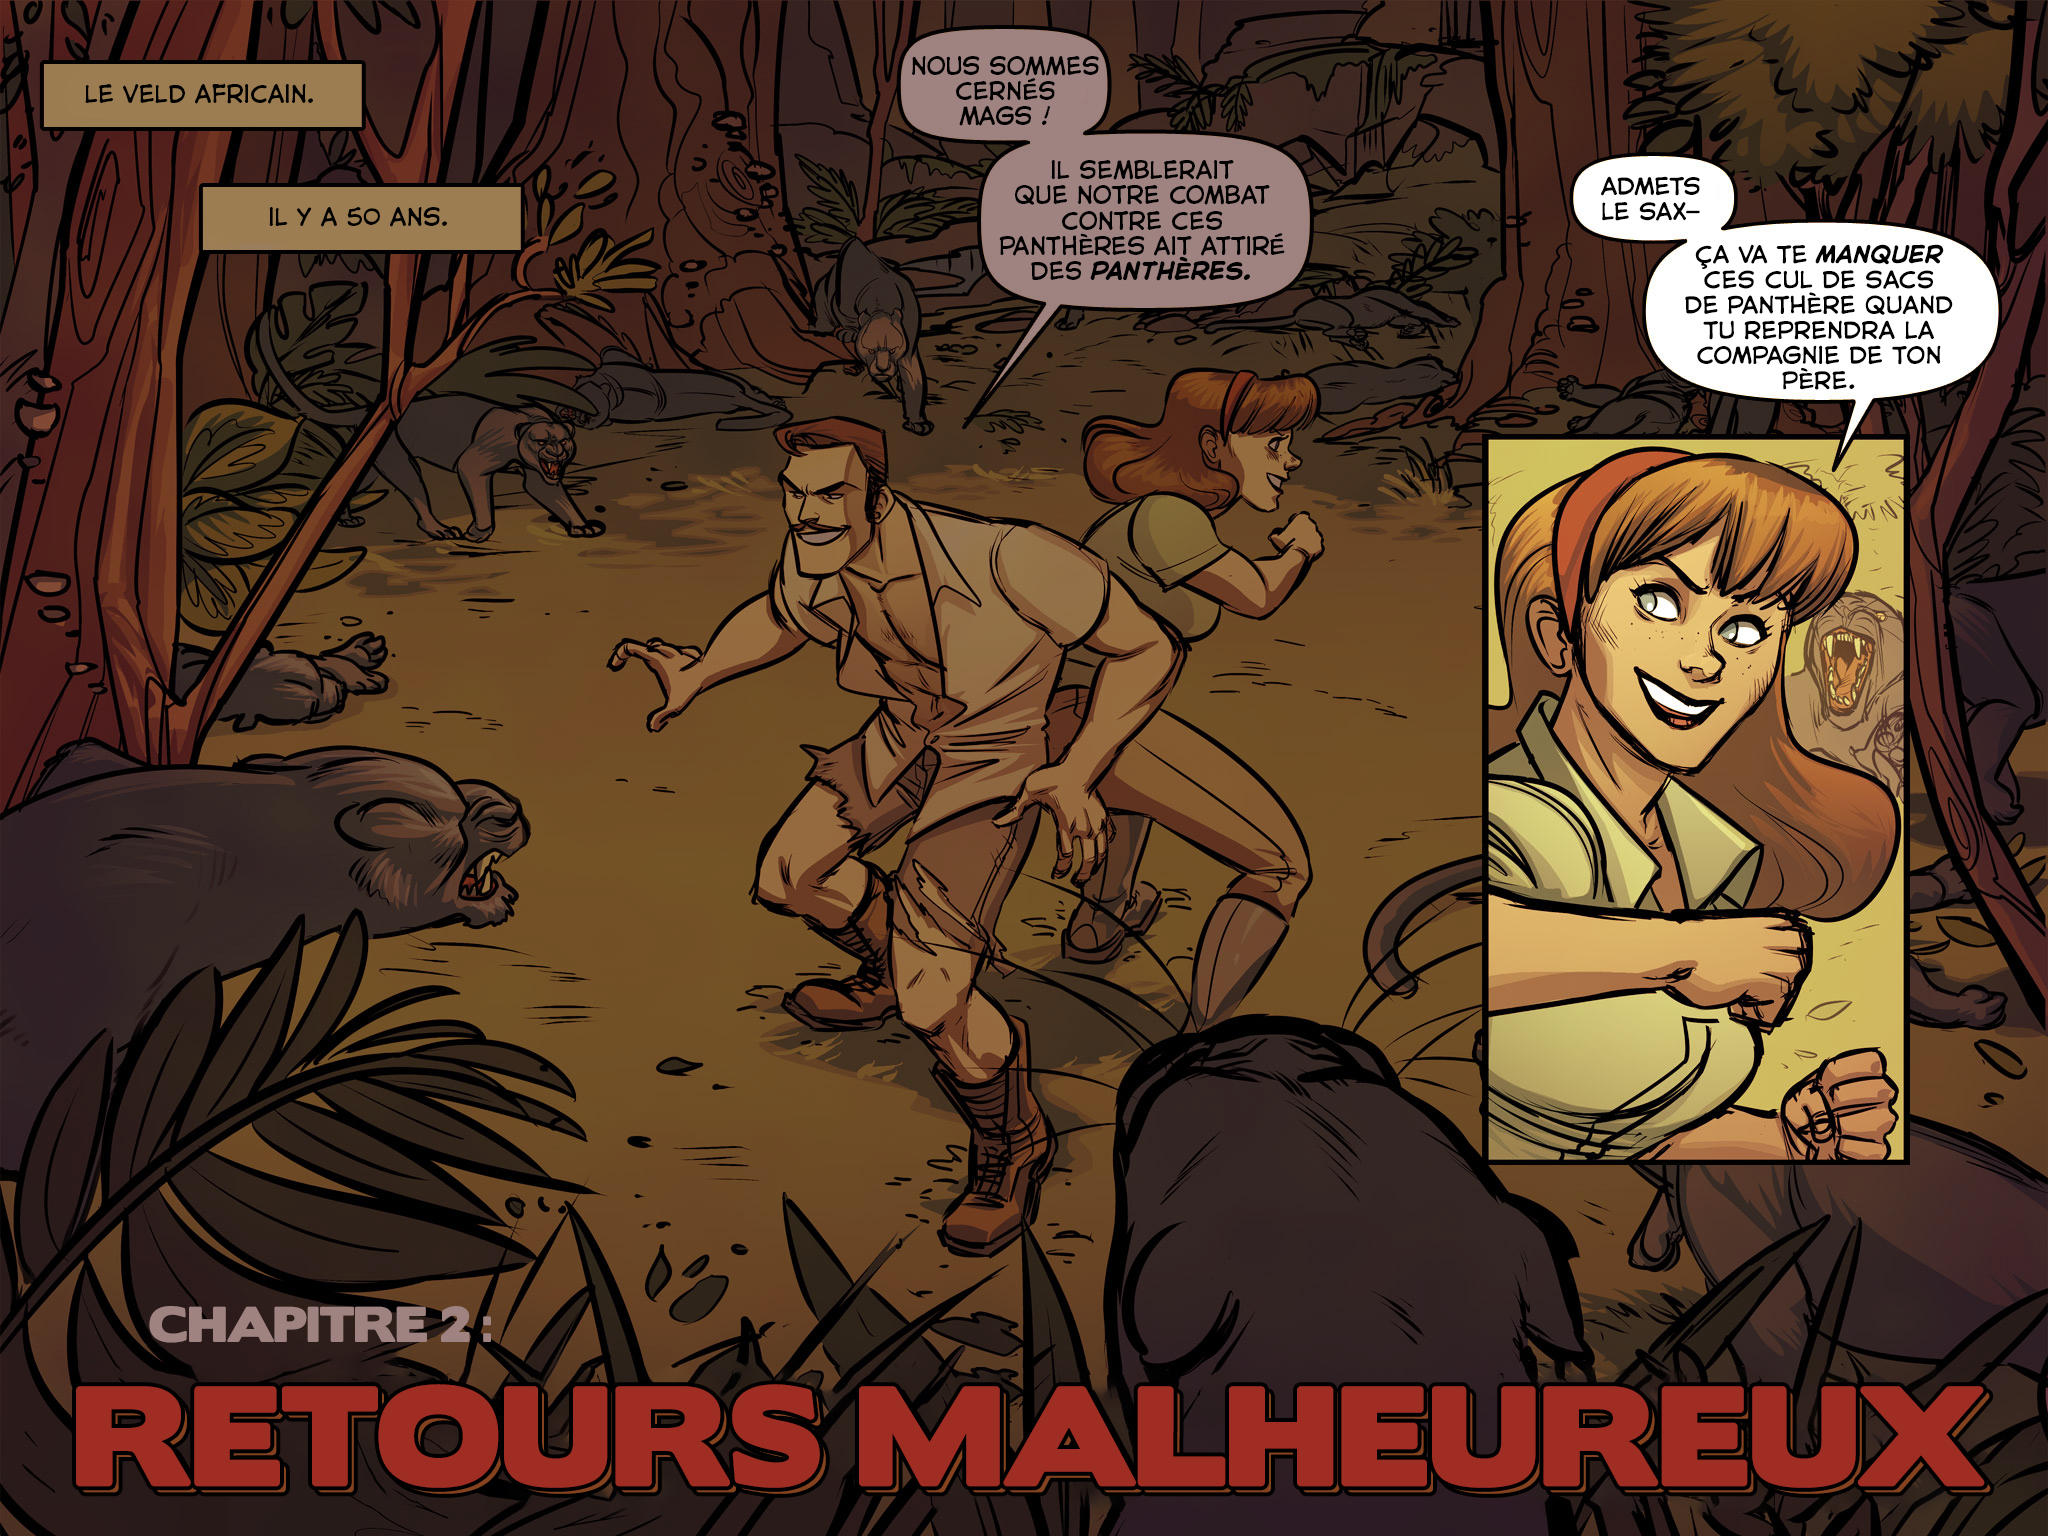 LE VELD AFRICAIN.
IL Y A 50 ANS.
NOUS SOMMES
CERNÉS
MAGS !
IL SEMBLERAIT
QUE NOTRE COMBAT
CONTRE CES
PANTHÈRES AIT ATTIRÉ
DES PANTHÈRES.
ADMETS
LE SAX–
ÇA VA TE MANQUER
CES CUL DE SACS
DE PANTHÈRE QUAND
TU REPRENDRA LA
COMPAGNIE DE TON
PÈRE.
CHAPITRE 2 :
RETOURS MALHEUREUX